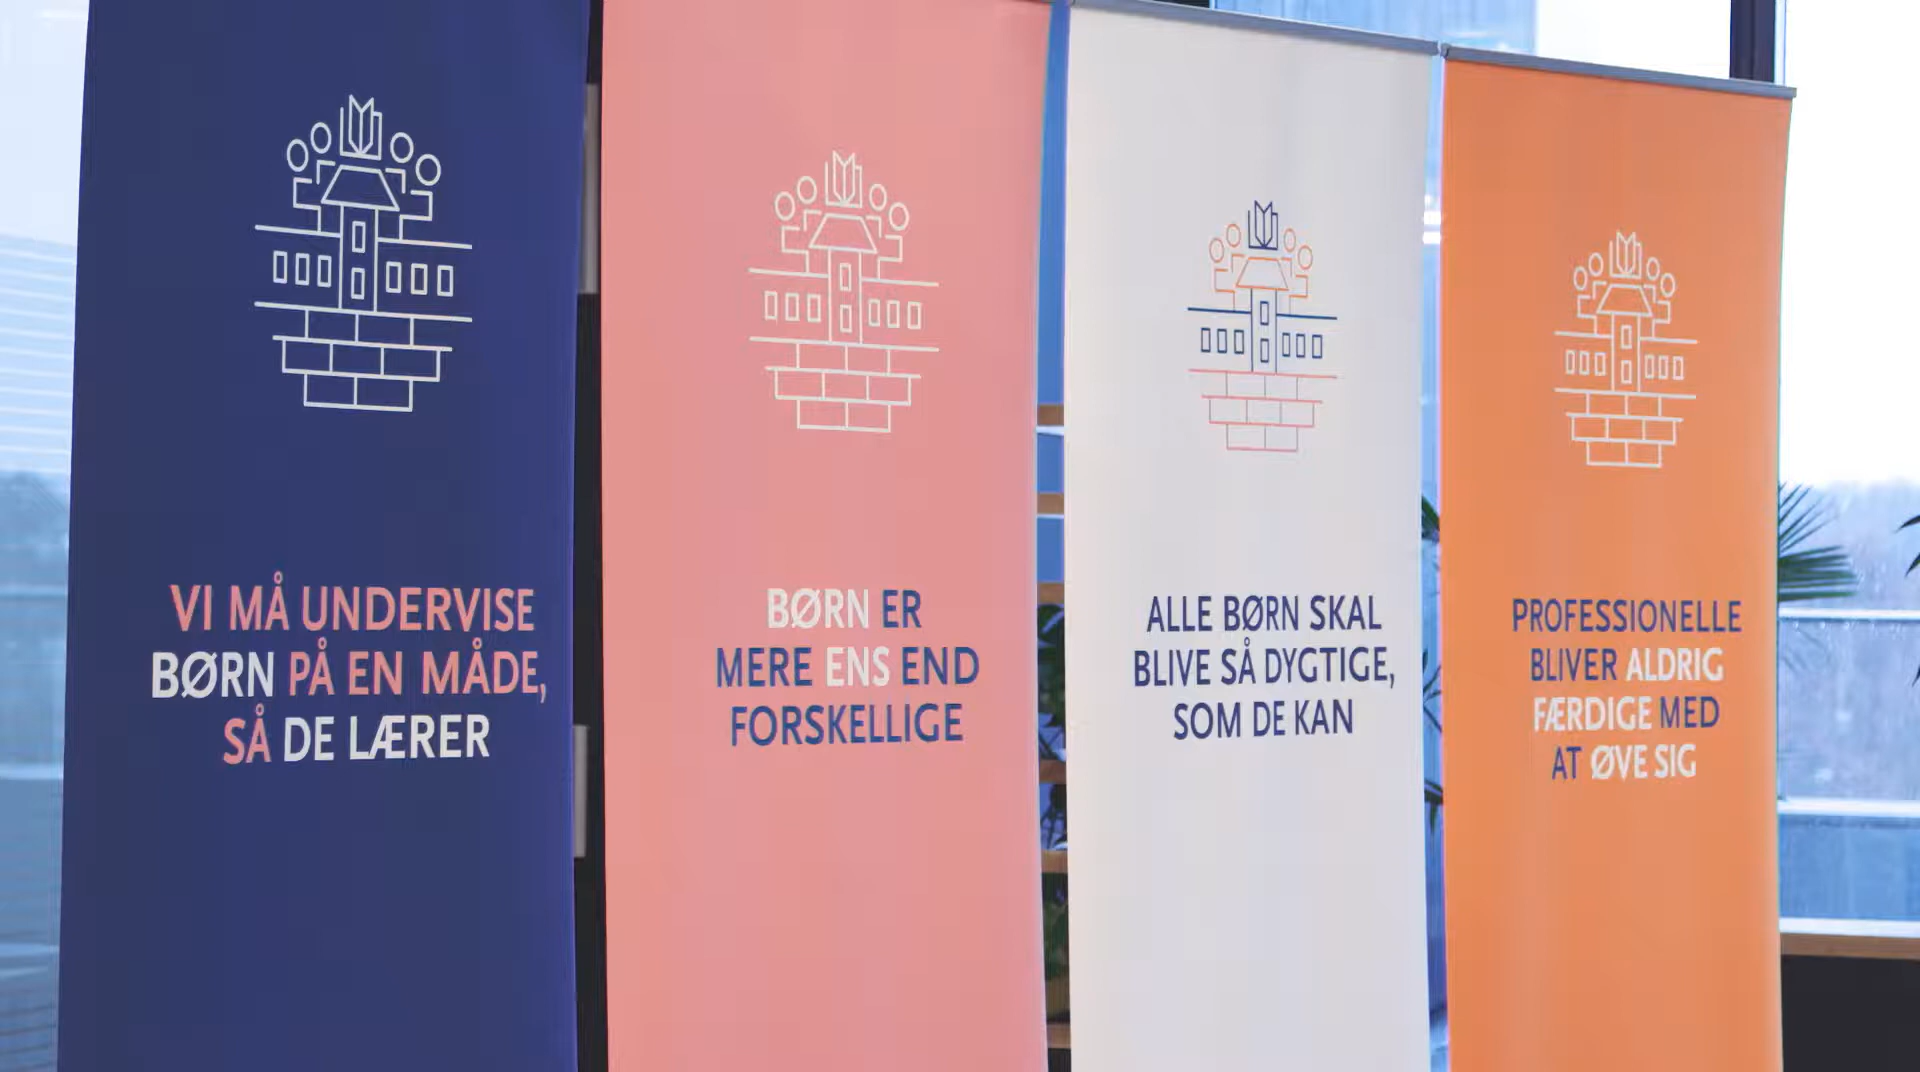 VI MÅ UNDERVISE
BØRN PÅ EN MÅDE,
SÅ DE LÆRER
BØRN ER
MERE ENS END
FORSKELLIGE
ALLE BØRN SKAL
BLIVE SÅ DYGTIGE,
SOM DE KAN
PROFESSIONELLE
BLIVER ALDRIG
FÆRDIGE MED
AT ØVE SIG